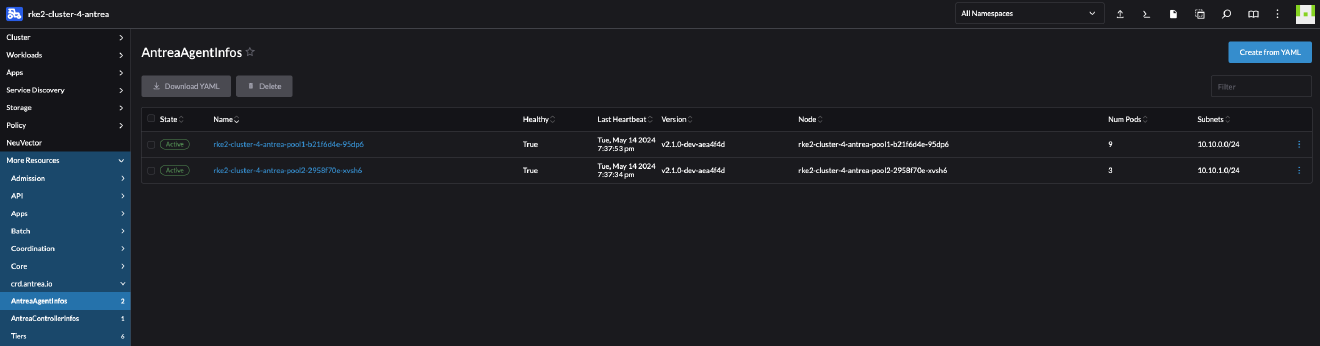 rke2-cluster-4-antrea
All Namespaces
Cluster
Workloads
Apps
Service Discovery
Storage
Policy
NeuVector
More Resources
Admission
API
Apps
Batch
Coordination
Core
crd.antrea.io
AntreaAgentInfos 2
AntreaControllerInfos 1
Tiers 6
AntreaAgentInfos
Create from YAML
Download YAML Delete
Filter
State Name Healthy Last Heartbeat Version Node Num Pods Subnets
Active rke2-cluster-4-antrea-pool1-b21f6d4e-95dp6 True Tue, May 14 2024 7:37:53 pm v2.1.0-dev-aea4f4d rke2-cluster-4-antrea-pool1-b21f6d4e-95dp6 9 10.10.0.0/24
Active rke2-cluster-4-antrea-pool2-2958f70e-xvsh6 True Tue, May 14 2024 7:37:34 pm v2.1.0-dev-aea4f4d rke2-cluster-4-antrea-pool2-2958f70e-xvsh6 3 10.10.1.0/24